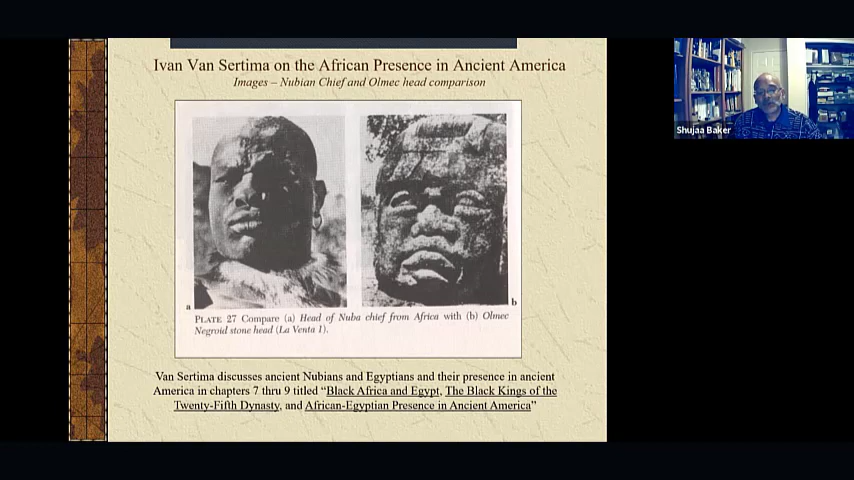 Ivan Van Sertima on the African Presence in Ancient America
Images – Nubian Chief and Olmec head comparison
a
b
PLATE 27 Compare (a) Head of Nuba chief from Africa with (b) Olmec
Negroid stone head (La Venta 1).
Van Sertima discusses ancient Nubians and Egyptians and their presence in ancient
America in chapters 7 thru 9 titled “Black Africa and Egypt, The Black Kings of the
Twenty-Fifth Dynasty, and African-Egyptian Presence in Ancient America”
Shujaa Baker